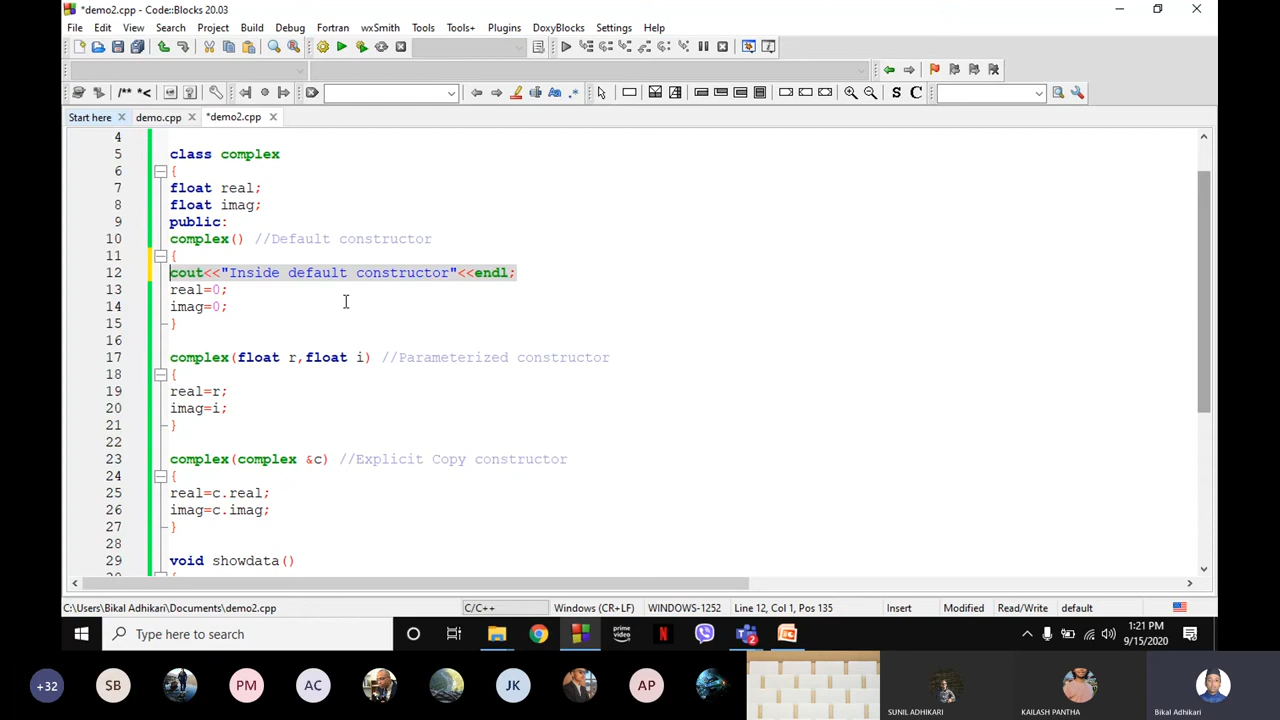 *demo2.cpp - Code::Blocks 20.03
File Edit View Search Project Build Debug Fortran wxSmith Tools Tools+ Plugins DoxyBlocks Settings Help
/** *< Aa .* S C
Start here demo.cpp *demo2.cpp
4
5 class complex
6 {
7 float real;
8 float imag;
9 public:
10 complex() //Default constructor
11 {
12 cout<<"Inside default constructor"<<endl;
13 real=0;
14 imag=0;
15 }
16
17 complex(float r,float i) //Parameterized constructor
18 {
19 real=r;
20 imag=i;
21 }
22
23 complex(complex &c) //Explicit Copy constructor
24 {
25 real=c.real;
26 imag=c.imag;
27 }
28
29 void showdata()
C:\Users\Bikal Adhikari\Documents\demo2.cpp C/C++ Windows (CR+LF) WINDOWS-1252 Line 12, Col 1, Pos 135 Insert Modified Read/Write default
Type here to search prime video N 2 1:21 PM
9/15/2020
+32 SB PM AC JK AP
SUNIL ADHIKARI KAILASH PANTHA Bikal Adhikari